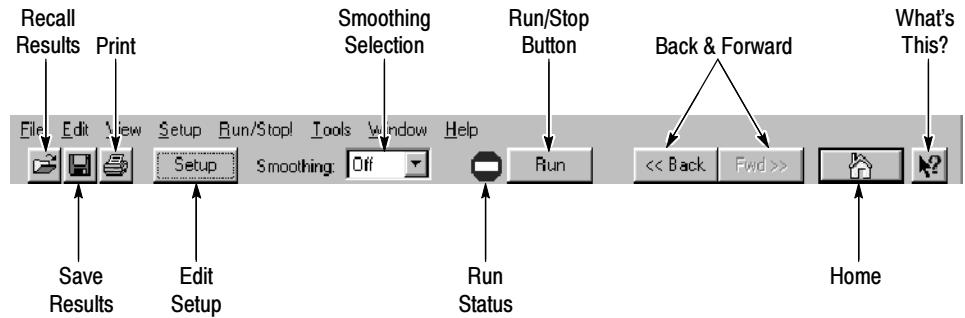 Recall
Results
Print
Smoothing
Selection
Run/Stop
Button
Back & Forward
What's
This?
File Edit View Setup Run/Stop! Tools Window Help
Setup Smoothing: Off Run << Back Fwd >>
Save
Results
Edit
Setup
Run
Status
Home